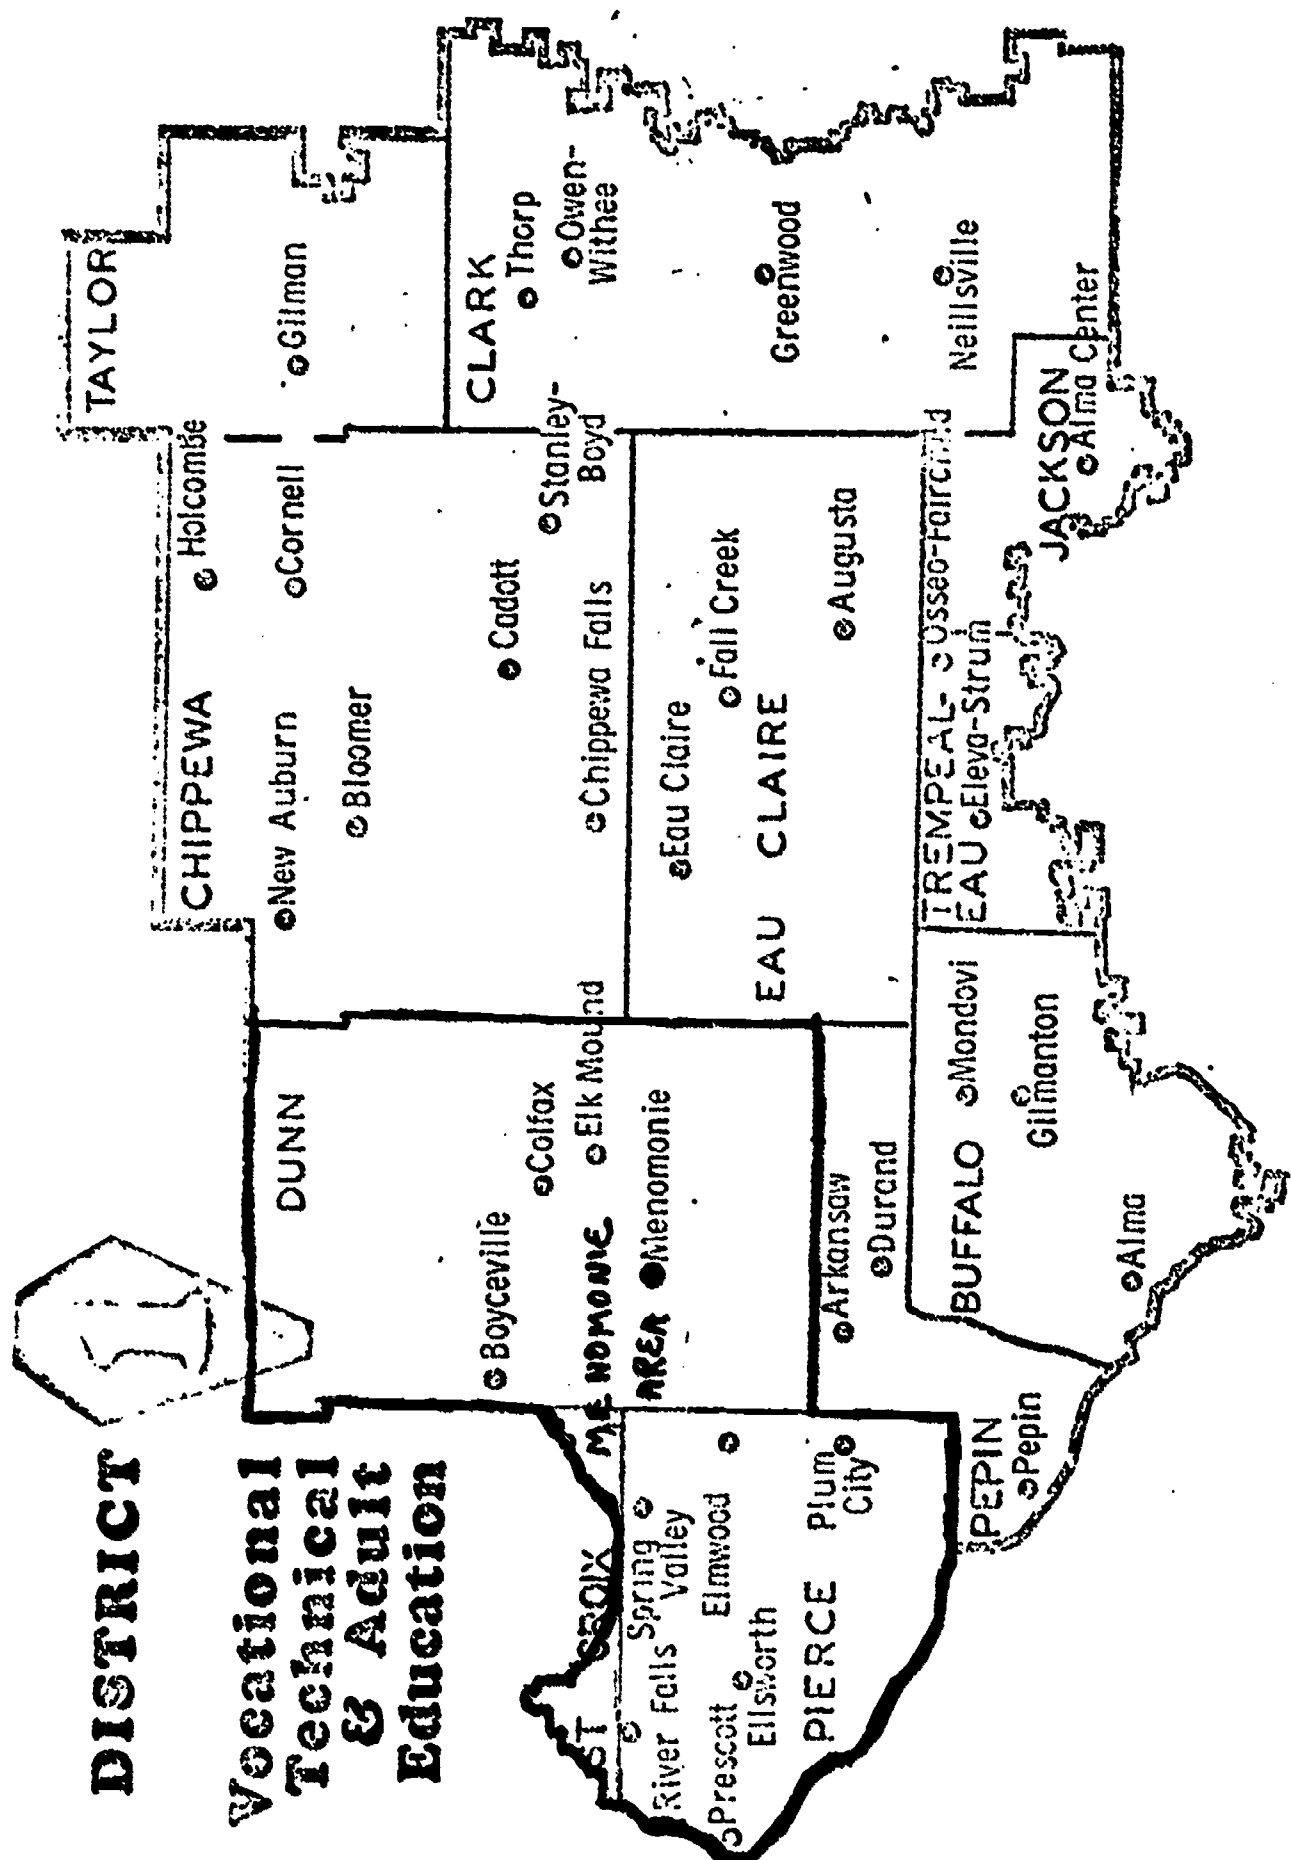 DISTRICT
1
Vocational
Technical
& Adult
Education
TAYLOR
Gilman
CHIPPEWA
Holcombe
Cornell
New Auburn
Bloomer
Cadott
Stanley-
Boyd
Chippewa Falls
CLARK
Thorp
Owen-
Withee
Greenwood
Neillsville
DUNN
Boyceville
Colfax
Elk Mound
MENOMONIE
AREA
Menomonie
EAU CLAIRE
Eau Claire
Fall Creek
Augusta
ST CROIX
Spring
Valley
River Falls
Elmwood
Prescott
Ellsworth
Plum
City
PIERCE
Arkansaw
Durand
PEPIN
Pepin
BUFFALO
Mondovi
Gilmanton
Alma
TREMPEAL-
EAU
Osseo-Fairchild
Eleva-Strum
JACKSON
Alma Center